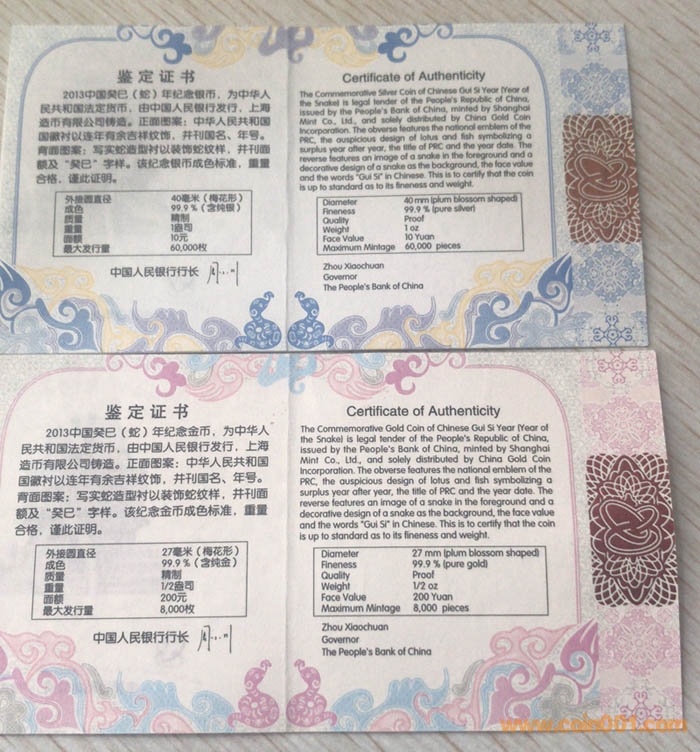 鉴定证书
2013中国癸巳（蛇）年纪念银币，为中华人
民共和国法定货币，由中国人民银行发行，上海
造币有限公司铸造。正面图案：中华人民共和国
国徽衬以连年有余吉祥纹饰，并刊国名、年号。
背面图案：写实蛇造型衬以装饰蛇纹样，并刊面
额及“癸巳”字样。该纪念银币成色标准，重量
合格，谨此证明。
外接圆直径 40毫米（梅花形）
成色 99.9％（含纯银）
质量 精制
重量 1盎司
面额 10元
最大发行量 60,000枚
中国人民银行行长
Certificate of Authenticity
The Commemorative Silver Coin of Chinese Gui Si Year (Year of
the Snake) is legal tender of the People's Republic of China,
issued by the People's Bank of China, minted by Shanghai
Mint Co., Ltd., and solely distributed by China Gold Coin
Incorporation. The obverse features the national emblem of the
PRC, the auspicious design of lotus and fish symbolizing a
surplus year after year, the title of PRC and the year date. The
reverse features an image of a snake in the foreground and a
decorative design of a snake as the background, the face value
and the words "Gui Si" in Chinese. This is to certify that the coin
is up to standard as to its fineness and weight.
Diameter 40 mm (plum blossom shaped)
Fineness 99.9 % (pure silver)
Quality Proof
Weight 1 oz
Face Value 10 Yuan
Maximum Mintage 60,000 pieces
Zhou Xiaochuan
Governor
The People's Bank of China
鉴定证书
2013中国癸巳（蛇）年纪念金币，为中华人
民共和国法定货币，由中国人民银行发行，上海
造币有限公司铸造。正面图案：中华人民共和国
国徽衬以连年有余吉祥纹饰，并刊国名、年号。
背面图案：写实蛇造型衬以装饰蛇纹样，并刊面
额及“癸巳”字样。该纪念金币成色标准，重量
合格，谨此证明。
外接圆直径 27毫米（梅花形）
成色 99.9％（含纯金）
质量 精制
重量 1/2盎司
面额 200元
最大发行量 8,000枚
中国人民银行行长
Certificate of Authenticity
The Commemorative Gold Coin of Chinese Gui Si Year (Year of
the Snake) is legal tender of the People's Republic of China,
issued by the People's Bank of China, minted by Shanghai
Mint Co., Ltd., and solely distributed by China Gold Coin
Incorporation. The obverse features the national emblem of the
PRC, the auspicious design of lotus and fish symbolizing a
surplus year after year, the title of PRC and the year date. The
reverse features an image of a snake in the foreground and a
decorative design of a snake as the background, the face value
and the words "Gui Si" in Chinese. This is to certify that the coin
is up to standard as to its fineness and weight.
Diameter 27 mm (plum blossom shaped)
Fineness 99.9 % (pure gold)
Quality Proof
Weight 1/2 oz
Face Value 200 Yuan
Maximum Mintage 8,000 pieces
Zhou Xiaochuan
Governor
The People's Bank of China